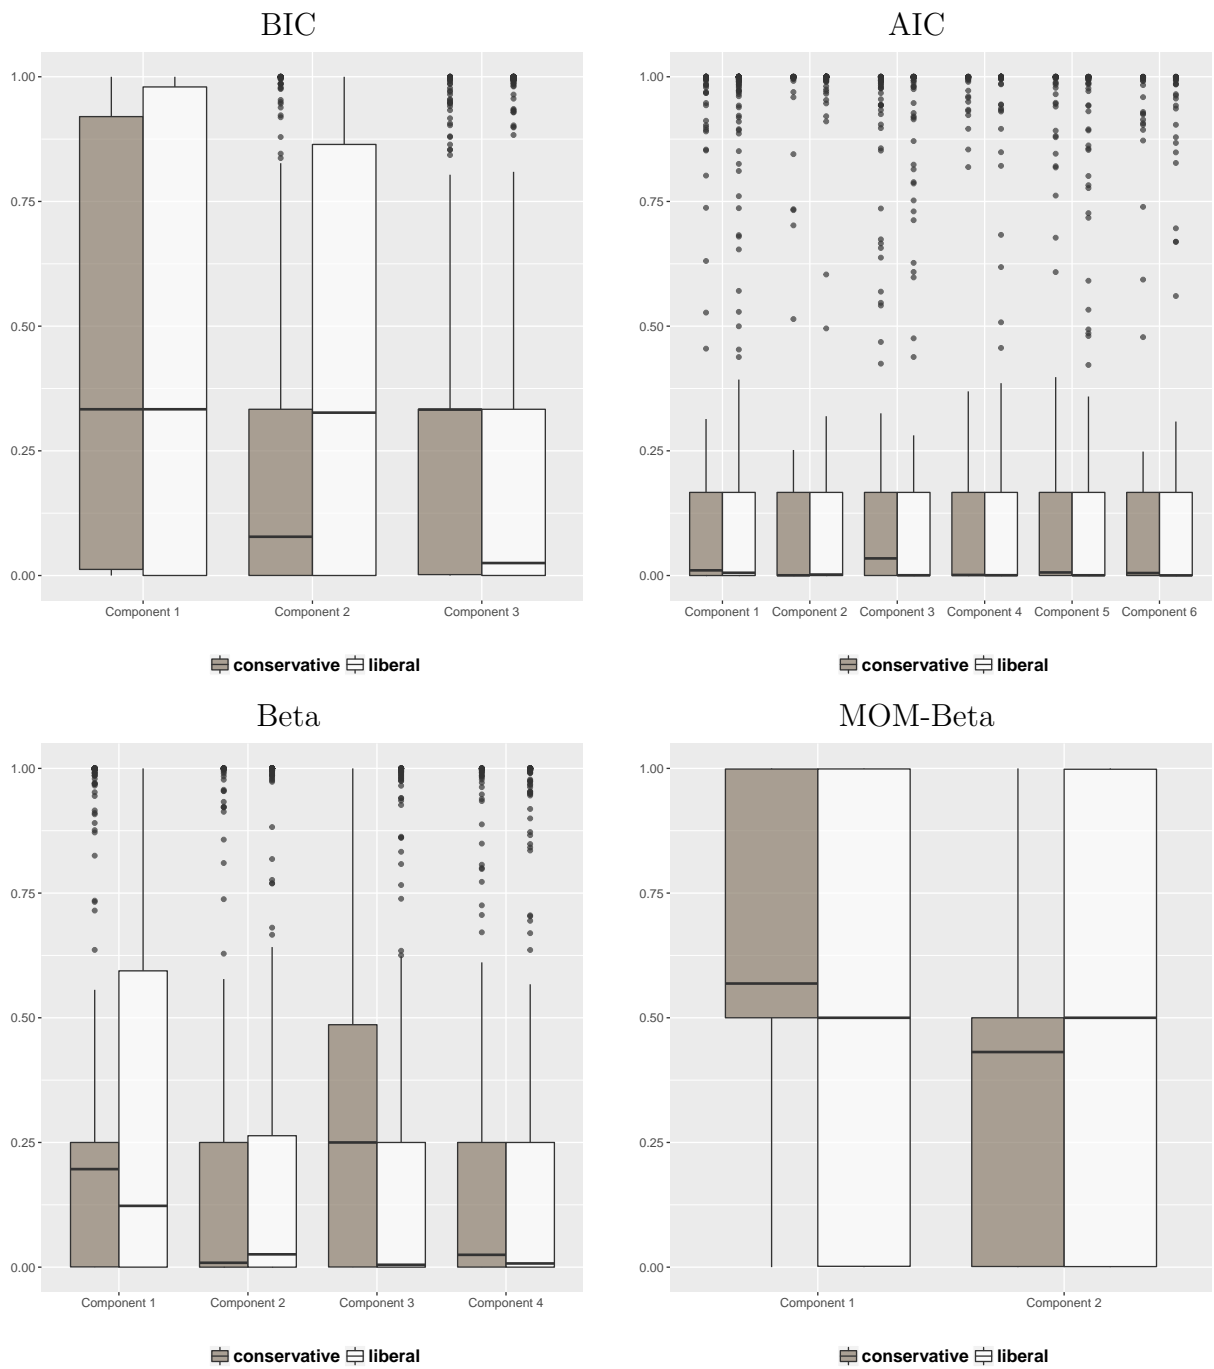 BIC
1.00
0.75
0.50
0.25
0.00
Component 1 Component 2 Component 3
conservative liberal
AIC
1.00
0.75
0.50
0.25
0.00
Component 1 Component 2 Component 3 Component 4 Component 5 Component 6
conservative liberal
Beta
1.00
0.75
0.50
0.25
0.00
Component 1 Component 2 Component 3 Component 4
conservative liberal
MOM-Beta
1.00
0.75
0.50
0.25
0.00
Component 1 Component 2
conservative liberal